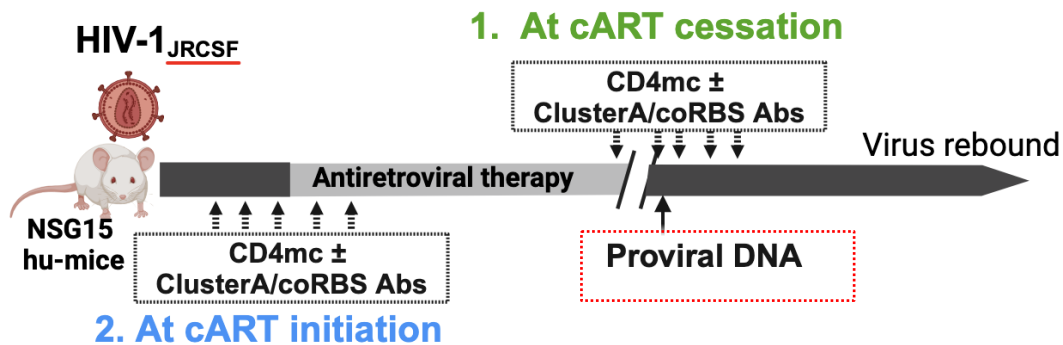 HIV-1JRCSF
1. At cART cessation
CD4mc ±
ClusterA/coRBS Abs
Virus rebound
Antiretroviral therapy
NSG15
hu-mice
CD4mc ±
ClusterA/coRBS Abs
Proviral DNA
2. At cART initiation